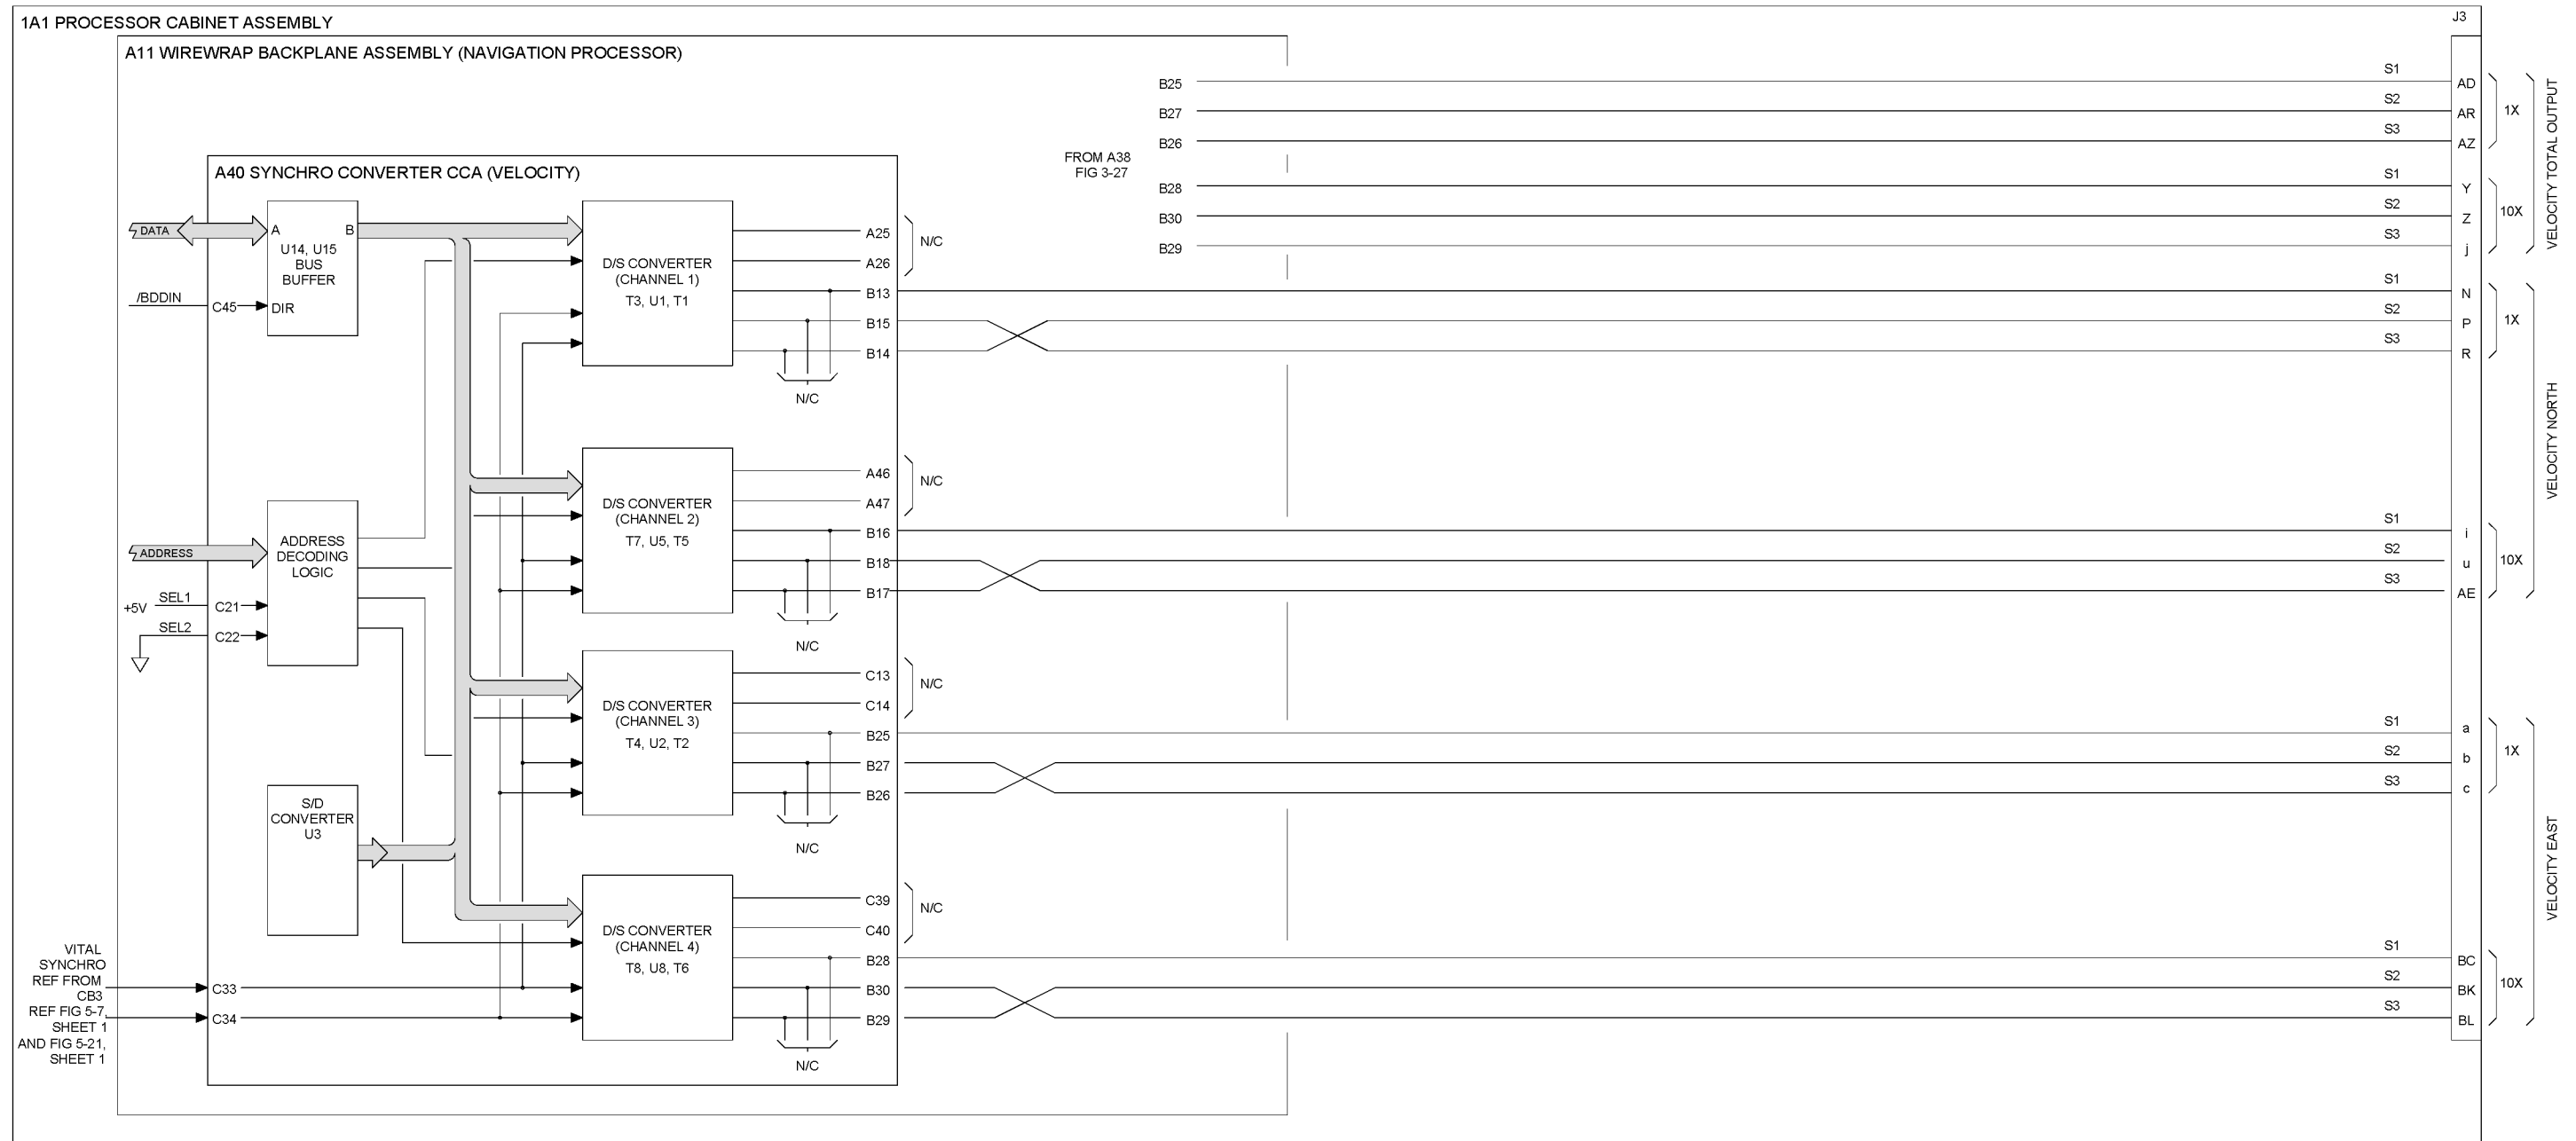 1A1 PROCESSOR CABINET ASSEMBLY
J3
A11 WIREWRAP BACKPLANE ASSEMBLY (NAVIGATION PROCESSOR)
B25
S1
AD
B27
S2
AR
1X
B26
S3
AZ
FROM A38
FIG 3-27
B28
S1
Y
B30
S2
Z
10X
B29
S3
j
VELOCITY TOTAL OUTPUT
A40 SYNCHRO CONVERTER CCA (VELOCITY)
DATA
A
B
U14, U15
BUS
BUFFER
/BDDIN
C45
DIR
D/S CONVERTER
(CHANNEL 1)
T3, U1, T1
A25
A26
N/C
B13
B15
B14
N/C
S1
N
S2
P
1X
S3
R
VELOCITY NORTH
D/S CONVERTER
(CHANNEL 2)
T7, U5, T5
A46
A47
N/C
B16
B18
B17
N/C
S1
i
S2
u
10X
S3
AE
ADDRESS
ADDRESS
DECODING
LOGIC
+5V
SEL1
C21
SEL2
C22
D/S CONVERTER
(CHANNEL 3)
T4, U2, T2
C13
C14
N/C
B25
B27
B26
N/C
S1
a
S2
b
1X
S3
c
VELOCITY EAST
S/D
CONVERTER
U3
D/S CONVERTER
(CHANNEL 4)
T8, U8, T6
C39
C40
N/C
B28
B30
B29
N/C
S1
BC
S2
BK
10X
S3
BL
VITAL
SYNCHRO
REF FROM
CB3
REF FIG 5-7,
SHEET 1
AND FIG 5-21,
SHEET 1
C33
C34